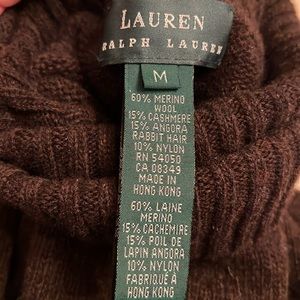 LAUREN
RALPH LAUREN
M
60% MERINO
WOOL
15% CASHMERE
15% ANGORA
RABBIT HAIR
10% NYLON
RN 54050
CA 08349
MADE IN
HONG KONG
60% LAINE
MERINO
15% CACHEMIRE
15% POIL DE
LAPIN ANGORA
10% NYLON
FABRIQUÉ À
HONG KONG